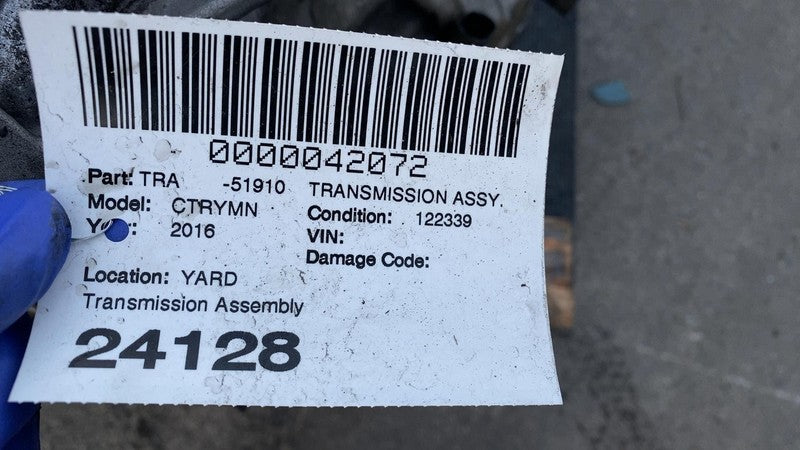 0000042072
Part: TRA -51910 TRANSMISSION ASSY.
Model: CTRYMN Condition: 122339
2016 VIN:
Damage Code:
Location: YARD
Transmission Assembly
24128